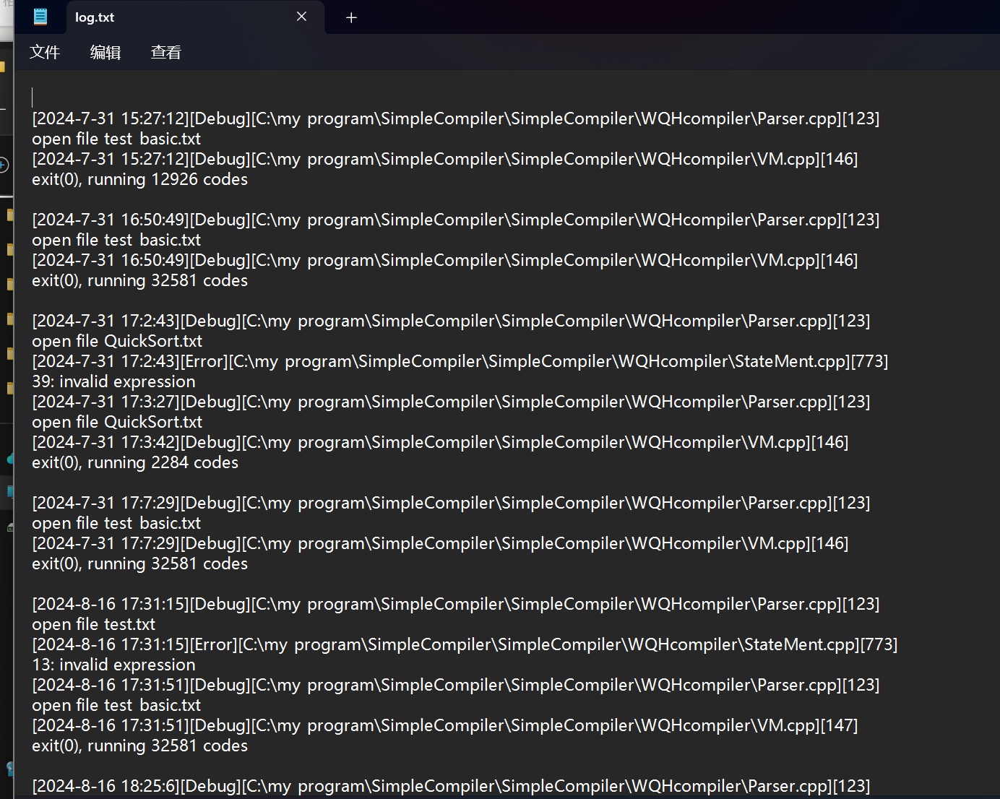 log.txt
文件 编辑 查看
[2024-7-31 15:27:12][Debug][C:\my program\SimpleCompiler\SimpleCompiler\WQHcompiler\Parser.cpp][123]
open file test basic.txt
[2024-7-31 15:27:12][Debug][C:\my program\SimpleCompiler\SimpleCompiler\WQHcompiler\VM.cpp][146]
exit(0), running 12926 codes
[2024-7-31 16:50:49][Debug][C:\my program\SimpleCompiler\SimpleCompiler\WQHcompiler\Parser.cpp][123]
open file test basic.txt
[2024-7-31 16:50:49][Debug][C:\my program\SimpleCompiler\SimpleCompiler\WQHcompiler\VM.cpp][146]
exit(0), running 32581 codes
[2024-7-31 17:2:43][Debug][C:\my program\SimpleCompiler\SimpleCompiler\WQHcompiler\Parser.cpp][123]
open file QuickSort.txt
[2024-7-31 17:2:43][Error][C:\my program\SimpleCompiler\SimpleCompiler\WQHcompiler\StateMent.cpp][773]
39: invalid expression
[2024-7-31 17:3:27][Debug][C:\my program\SimpleCompiler\SimpleCompiler\WQHcompiler\Parser.cpp][123]
open file QuickSort.txt
[2024-7-31 17:3:42][Debug][C:\my program\SimpleCompiler\SimpleCompiler\WQHcompiler\VM.cpp][146]
exit(0), running 2284 codes
[2024-7-31 17:7:29][Debug][C:\my program\SimpleCompiler\SimpleCompiler\WQHcompiler\Parser.cpp][123]
open file test basic.txt
[2024-7-31 17:7:29][Debug][C:\my program\SimpleCompiler\SimpleCompiler\WQHcompiler\VM.cpp][146]
exit(0), running 32581 codes
[2024-8-16 17:31:15][Debug][C:\my program\SimpleCompiler\SimpleCompiler\WQHcompiler\Parser.cpp][123]
open file test.txt
[2024-8-16 17:31:15][Error][C:\my program\SimpleCompiler\SimpleCompiler\WQHcompiler\StateMent.cpp][773]
13: invalid expression
[2024-8-16 17:31:51][Debug][C:\my program\SimpleCompiler\SimpleCompiler\WQHcompiler\Parser.cpp][123]
open file test basic.txt
[2024-8-16 17:31:51][Debug][C:\my program\SimpleCompiler\SimpleCompiler\WQHcompiler\VM.cpp][147]
exit(0), running 32581 codes
[2024-8-16 18:25:6][Debug][C:\my program\SimpleCompiler\SimpleCompiler\WQHcompiler\Parser.cpp][123]